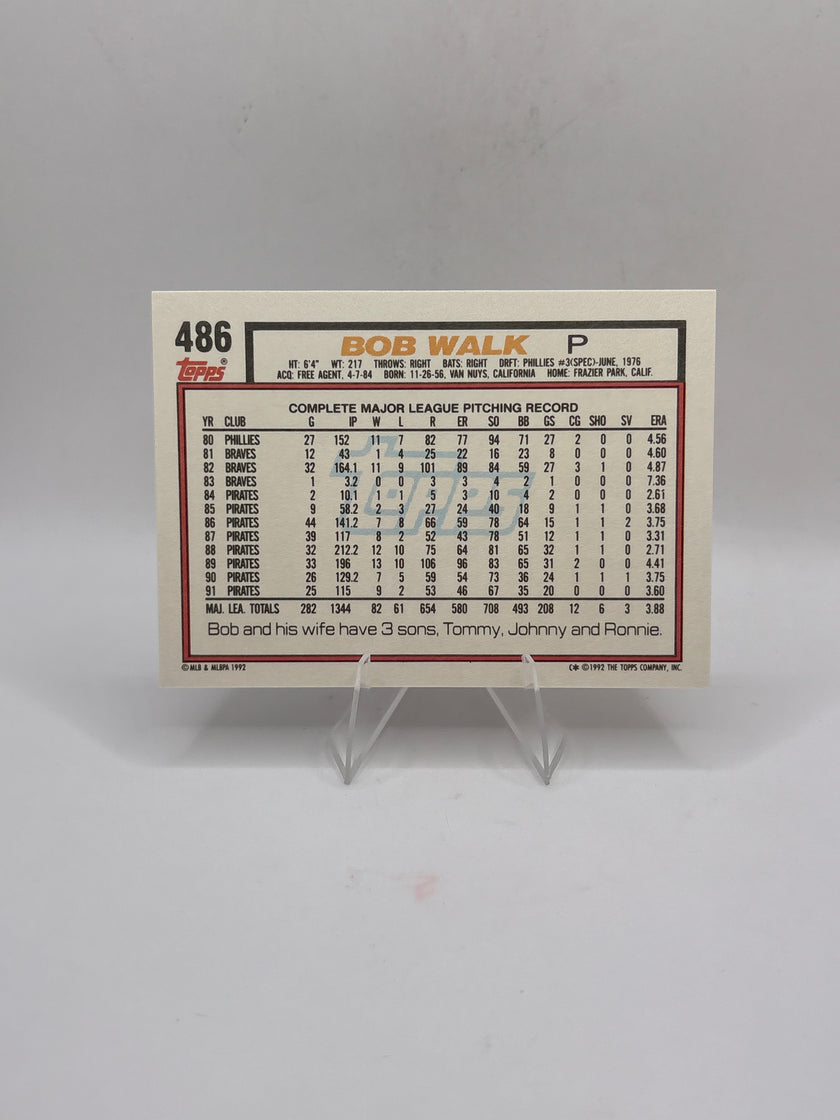 486
BOB WALK P
Topps®
HT: 6'4" WT: 217 THROWS: RIGHT BATS: RIGHT DRFT: PHILLIES #3(SPEC)-JUNE, 1976
ACQ: FREE AGENT, 4-7-84 BORN: 11-26-56, VAN NUYS, CALIFORNIA HOME: FRAZIER PARK, CALIF.
COMPLETE MAJOR LEAGUE PITCHING RECORD
YR CLUB G IP W L R ER SO BB GS CG SHO SV ERA
80 PHILLIES 27 152 11 7 82 77 94 71 27 2 0 0 4.56
81 BRAVES 12 43 1 4 25 22 16 23 8 0 0 0 4.60
82 BRAVES 32 164.1 11 9 101 89 84 59 27 3 1 0 4.87
83 BRAVES 1 3.2 0 0 3 3 4 2 1 0 0 0 7.36
84 PIRATES 2 10.1 1 1 5 3 10 4 2 0 0 0 2.61
85 PIRATES 9 58.2 2 3 27 24 40 18 9 1 1 0 3.68
86 PIRATES 44 141.2 7 8 66 59 78 64 15 1 1 2 3.75
87 PIRATES 39 117 8 2 52 43 78 51 12 1 1 0 3.31
88 PIRATES 32 212.2 12 10 75 64 81 65 32 1 1 0 2.71
89 PIRATES 33 196 13 10 106 96 83 65 31 2 0 0 4.41
90 PIRATES 26 129.2 7 5 59 54 73 36 24 1 1 1 3.75
91 PIRATES 25 115 9 2 53 46 67 35 20 0 0 0 3.60
MAJ. LEA. TOTALS 282 1344 82 61 654 580 708 493 208 12 6 3 3.88
Topps
Bob and his wife have 3 sons, Tommy, Johnny and Ronnie.
© MLB & MLBPA 1992
C* © 1992 THE TOPPS COMPANY, INC.